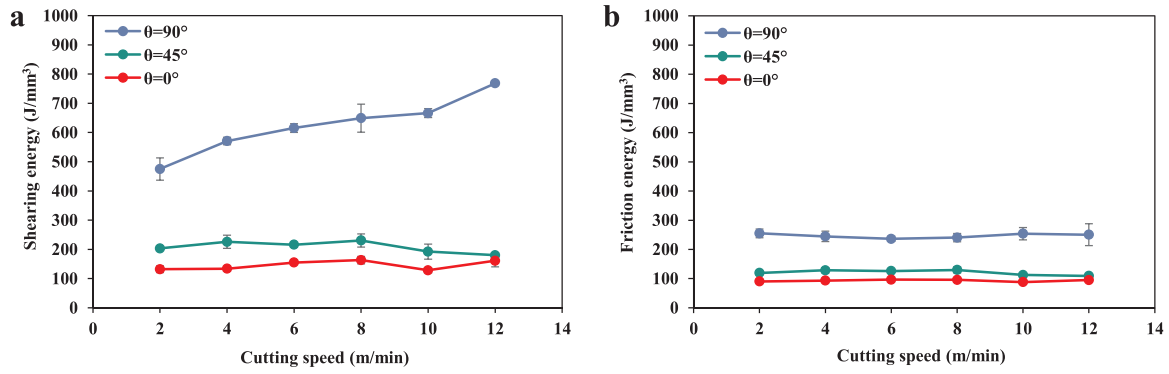 a
Shearing energy (J/mm³)
1000
900
800
700
600
500
400
300
200
100
0
θ=90°
θ=45°
θ=0°
0 2 4 6 8 10 12 14
Cutting speed (m/min)
b
Friction energy (J/mm³)
1000
900
800
700
600
500
400
300
200
100
0
θ=90°
θ=45°
θ=0°
0 2 4 6 8 10 12 14
Cutting speed (m/min)